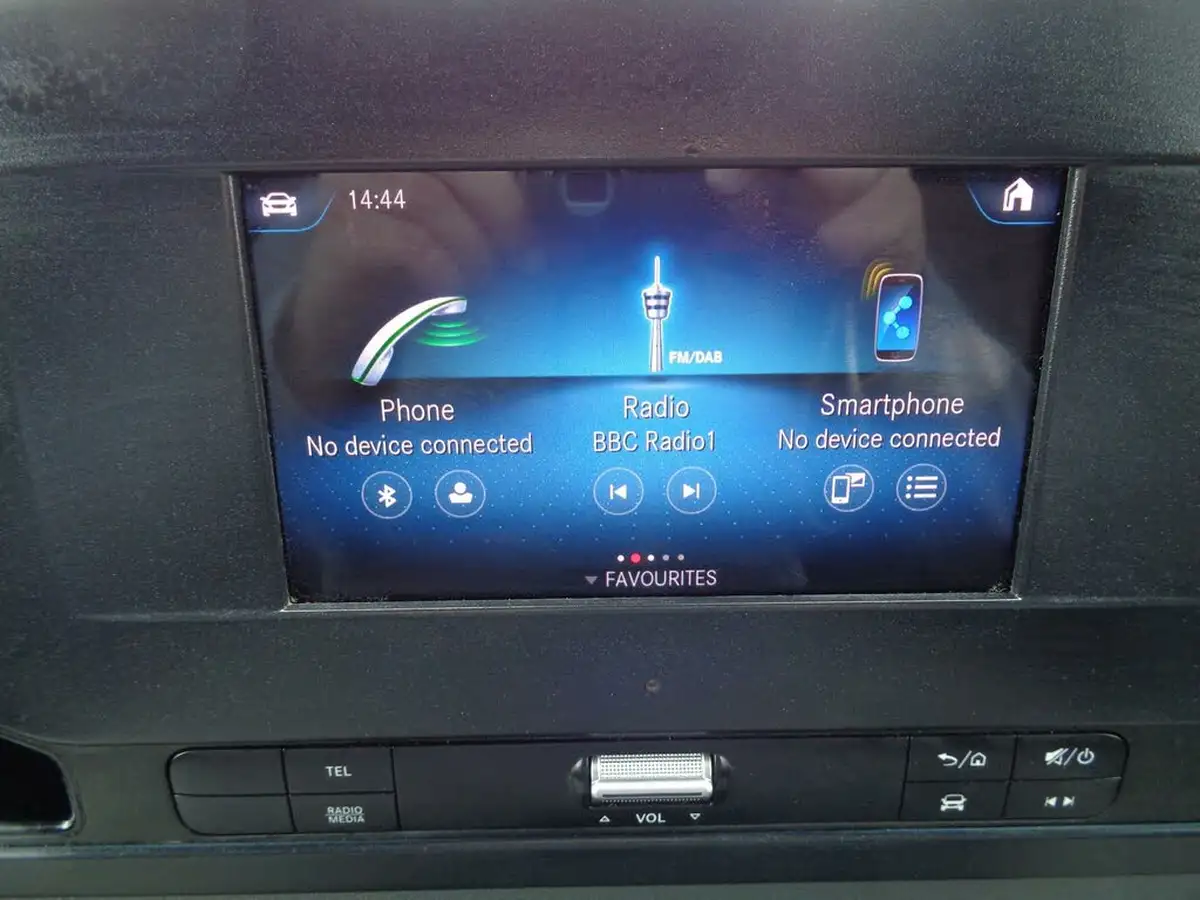 14:44
FM/DAB
Phone
No device connected
Radio
BBC Radio1
Smartphone
No device connected
FAVOURITES
TEL
RADIO
MEDIA
VOL